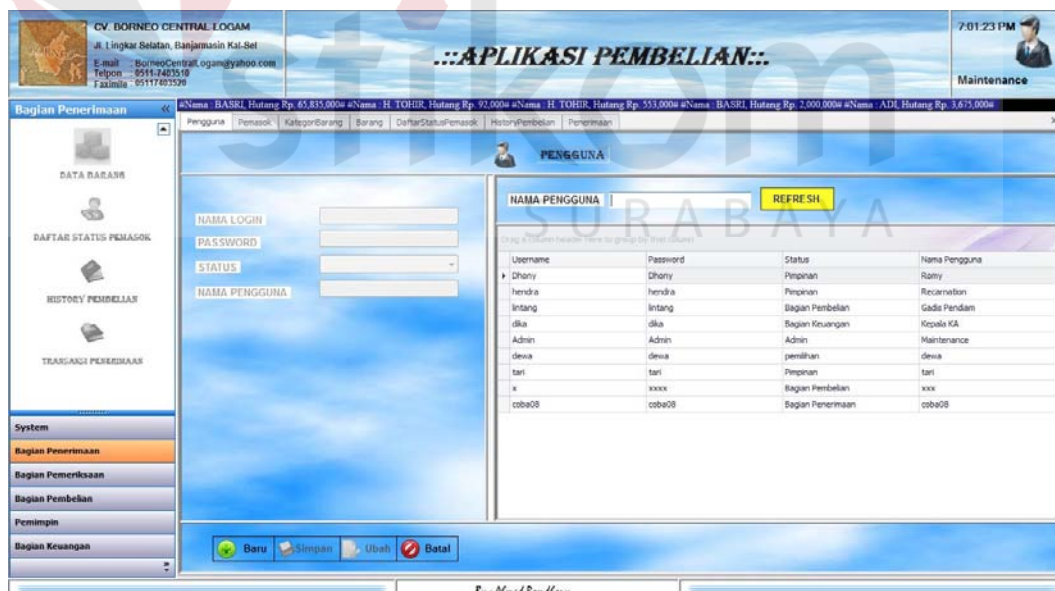 CV. BORNEO CENTRAL LOGAM
Jl. Lingkar Selatan, Banjarmasin Kal-Sel
E-mail : BorneoCentralLogam@yahoo.com
Telpon : 0511-7403510
Faximile : 05117403520
.::APLIKASI PEMBELIAN::.
7:01:23 PM
Maintenance
Bagian Penerimaan «
#Nama : BASRI, Hutang Rp. 65,835,000# #Nama : H. TOHIR, Hutang Rp. 92,000# #Nama : H. TOHIR, Hutang Rp. 553,000# #Nama : BASRI, Hutang Rp. 2,000,000# #Nama : ADI, Hutang Rp. 3,675,000#
Pengguna Pemasok KategoriBarang Barang DaftarStatusPemasok HistoryPembelian Penerimaan
PENGGUNA
DATA BARANG
DAFTAR STATUS PEMASOK
HISTORY PEMBELIAN
TRANSAKSI PENERIMAAN
System
Bagian Penerimaan
Bagian Pemeriksaan
Bagian Pembelian
Pemimpin
Bagian Keuangan
NAMA LOGIN
PASSWORD
STATUS
NAMA PENGGUNA
NAMA PENGGUNA REFRESH
stikom
SURABAYA
Drag a column header here to group by that column
Username Password Status Nama Pengguna
Dhony Dhony Pimpinan Romy
hendra hendra Pimpinan Recarnation
lintang lintang Bagian Pembelian Gadis Pendiam
dika dika Bagian Keuangan Kepala KA
Admin Admin Admin Maintenance
dewa dewa pemilihan dewa
tari tari Pimpinan tari
x xxxx Bagian Pembelian xxx
coba08 coba08 Bagian Penerimaan coba08
Baru Simpan Ubah Batal